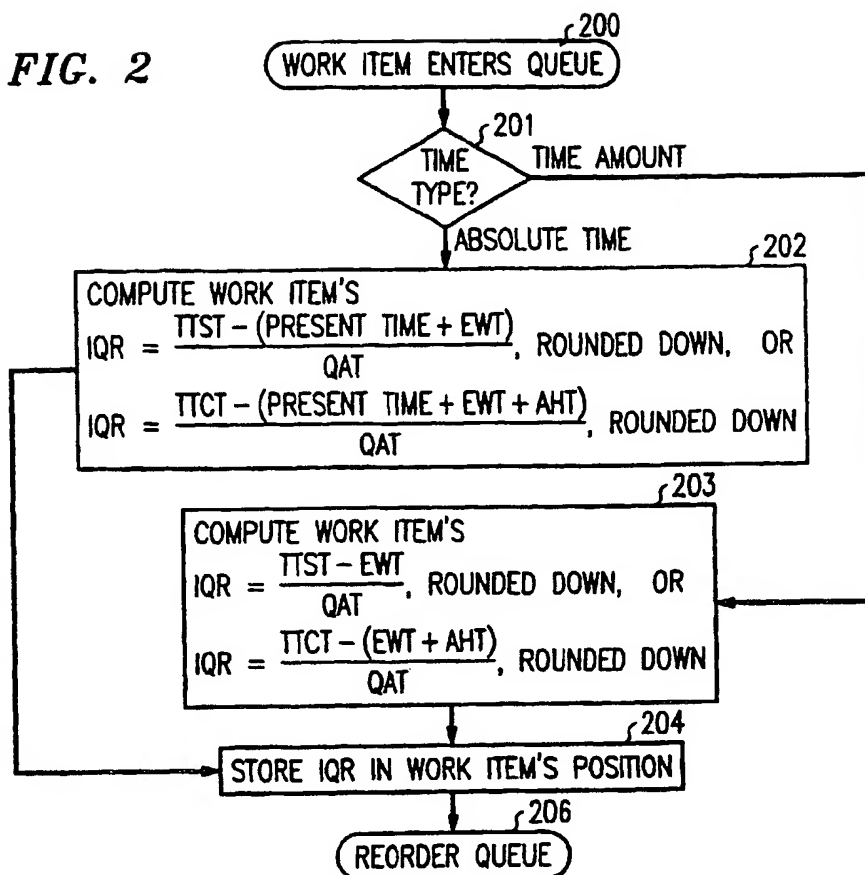 FIG. 2
200
WORK ITEM ENTERS QUEUE
201
TIME TYPE?
TIME AMOUNT
ABSOLUTE TIME
202
COMPUTE WORK ITEM'S
IQR = TTST – (PRESENT TIME + EWT) / QAT, ROUNDED DOWN, OR
IQR = TTCT – (PRESENT TIME + EWT + AHT) / QAT, ROUNDED DOWN
203
COMPUTE WORK ITEM'S
IQR = TTST – EWT / QAT, ROUNDED DOWN, OR
IQR = TTCT – (EWT + AHT) / QAT, ROUNDED DOWN
204
STORE IQR IN WORK ITEM'S POSITION
206
REORDER QUEUE